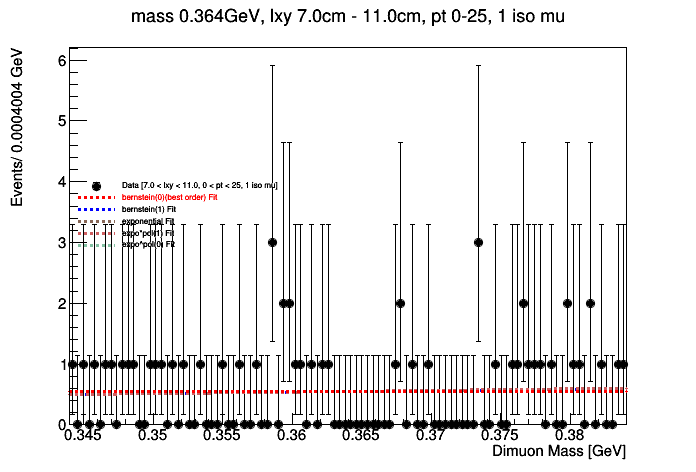 mass 0.364GeV, lxy 7.0cm - 11.0cm, pt 0-25, 1 iso mu
Events/ 0.0004004 GeV
6
5
4
3
2
1
0
Data [7.0 < lxy < 11.0, 0 < pt < 25, 1 iso mu]
bernstein(0)(best order) Fit
bernstein(1) Fit
exponential Fit
expo*pol(1) Fit
expo^pol(0) Fit
0.345 0.35 0.355 0.36 0.365 0.37 0.375 0.38
Dimuon Mass [GeV]